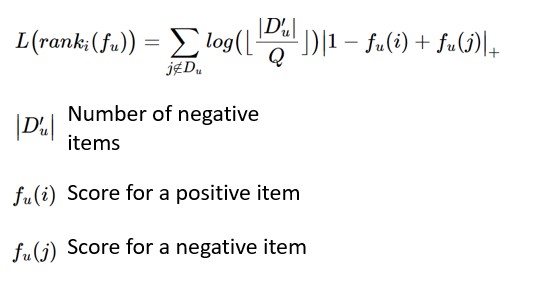 L(rank_i(f_u)) = ∑_{j∉D_u} log(⌊|D'_u|/Q⌋)|1 − f_u(i) + f_u(j)|_+
|D'_u| Number of negative
items
f_u(i) Score for a positive item
f_u(j) Score for a negative item